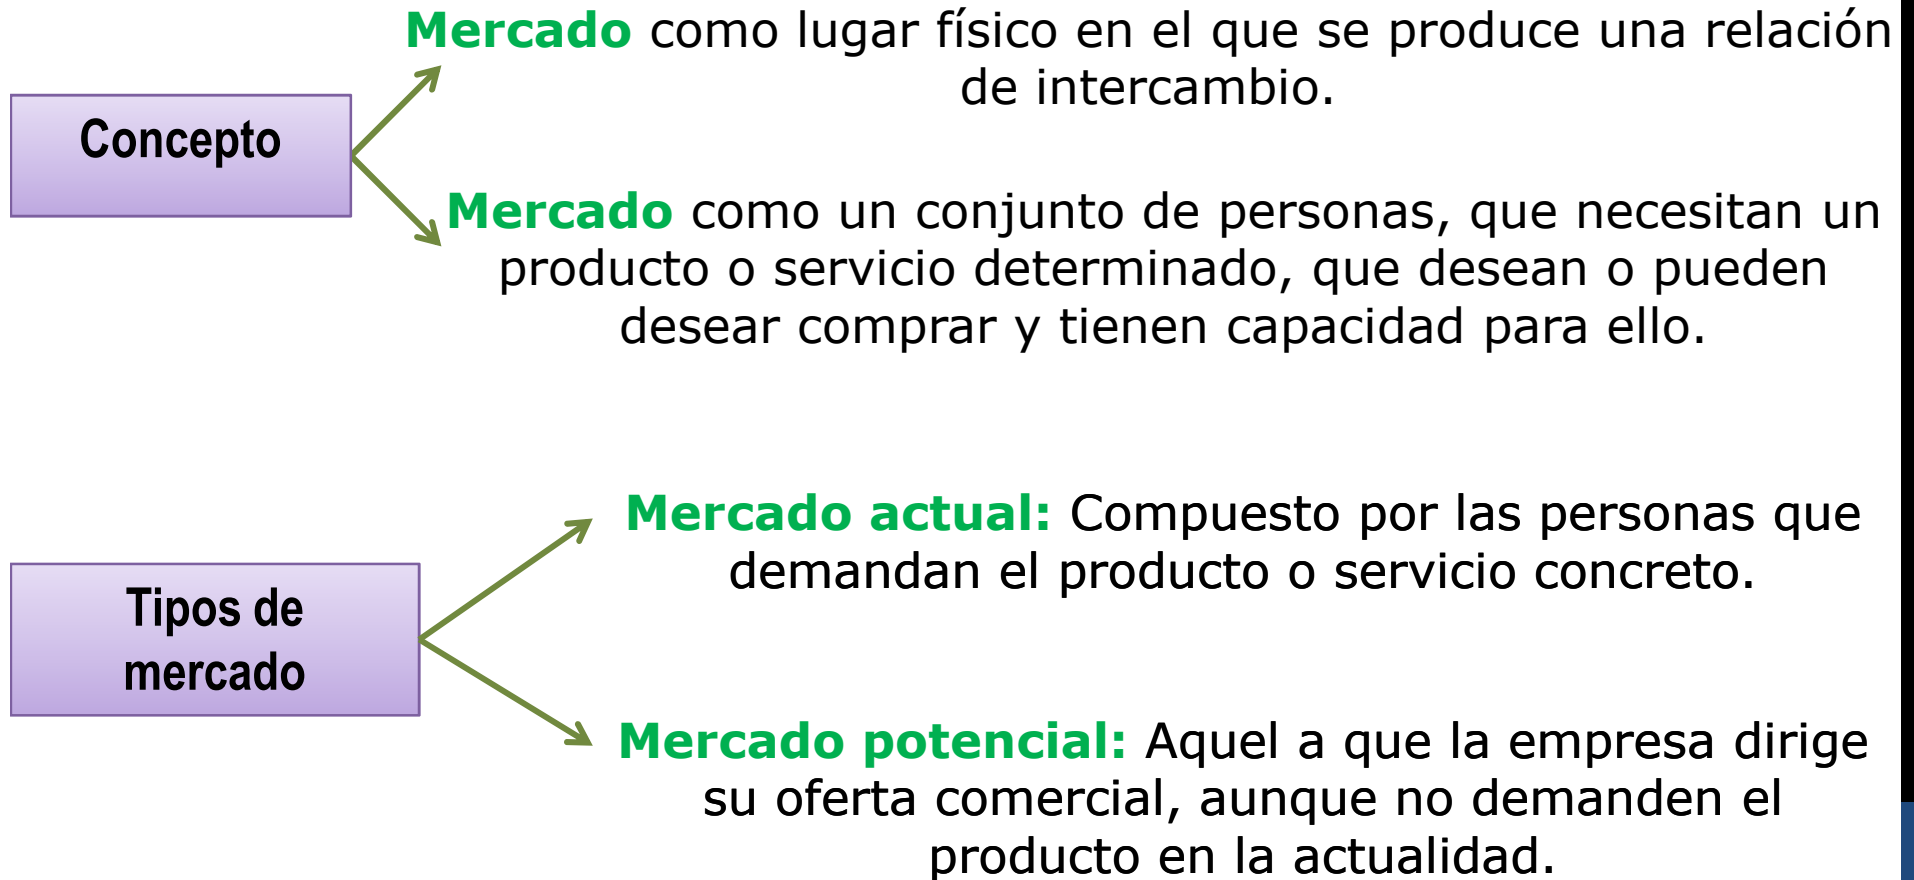 Mercado como lugar físico en el que se produce una relación
de intercambio.
Concepto
Mercado como un conjunto de personas, que necesitan un
producto o servicio determinado, que desean o pueden
desear comprar y tienen capacidad para ello.
Mercado actual: Compuesto por las personas que
demandan el producto o servicio concreto.
Tipos de
mercado
Mercado potencial: Aquel a que la empresa dirige
su oferta comercial, aunque no demanden el
producto en la actualidad.